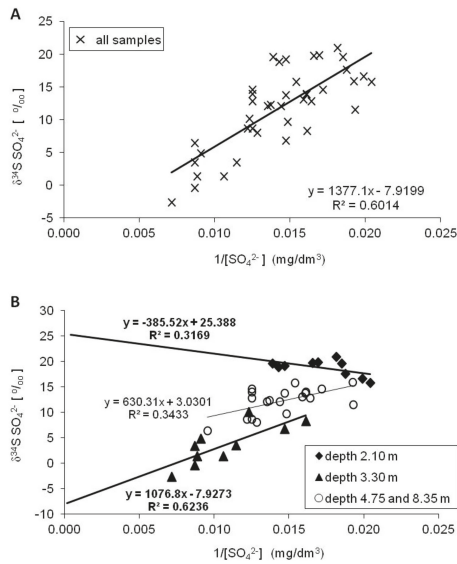 A
25
× all samples
20
15
10
5
0
-5
δ³⁴S SO₄²⁻ [ ‰ ]
y = 1377.1x - 7.9199
R² = 0.6014
0.000 0.005 0.010 0.015 0.020 0.025
1/[SO₄²⁻] (mg/dm³)
B
30
25
20
15
10
5
0
-5
-10
δ³⁴S SO₄²⁻ [ ‰ ]
y = -385.52x + 25.388
R² = 0.3169
y = 630.31x + 3.0301
R² = 0.3433
y = 1076.8x - 7.9273
R² = 0.6236
◆ depth 2.10 m
▲ depth 3.30 m
○ depth 4.75 and 8.35 m
0.000 0.005 0.010 0.015 0.020 0.025
1/[SO₄²⁻] (mg/dm³)